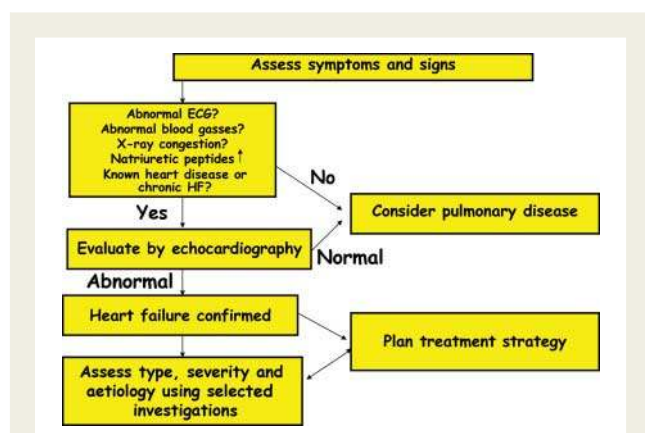 Assess symptoms and signs
Abnormal ECG?
Abnormal blood gasses?
X-ray congestion?
Natriuretic peptides ↑
Known heart disease or
chronic HF?
No
Yes
Consider pulmonary disease
Evaluate by echocardiography
Normal
Abnormal
Heart failure confirmed
Plan treatment strategy
Assess type, severity and
aetiology using selected
investigations